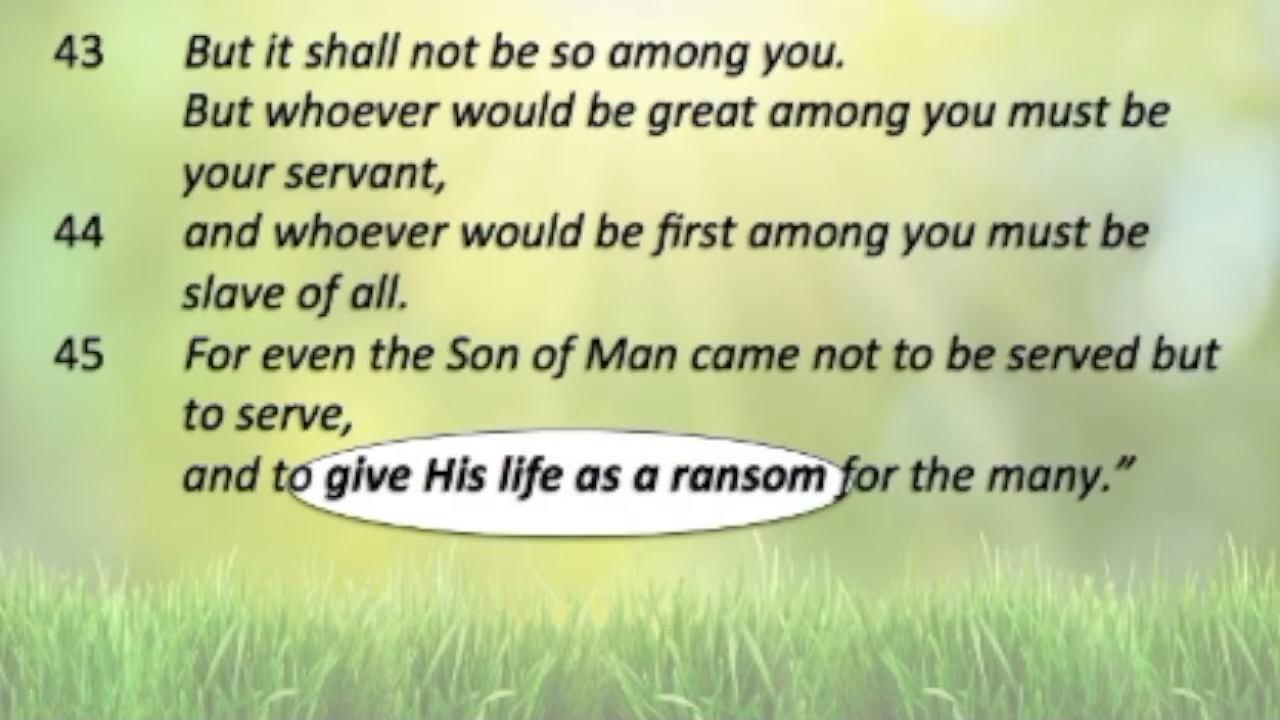 43 But it shall not be so among you.
But whoever would be great among you must be
your servant,
44 and whoever would be first among you must be
slave of all.
45 For even the Son of Man came not to be served but
to serve,
and to give His life as a ransom for the many.”